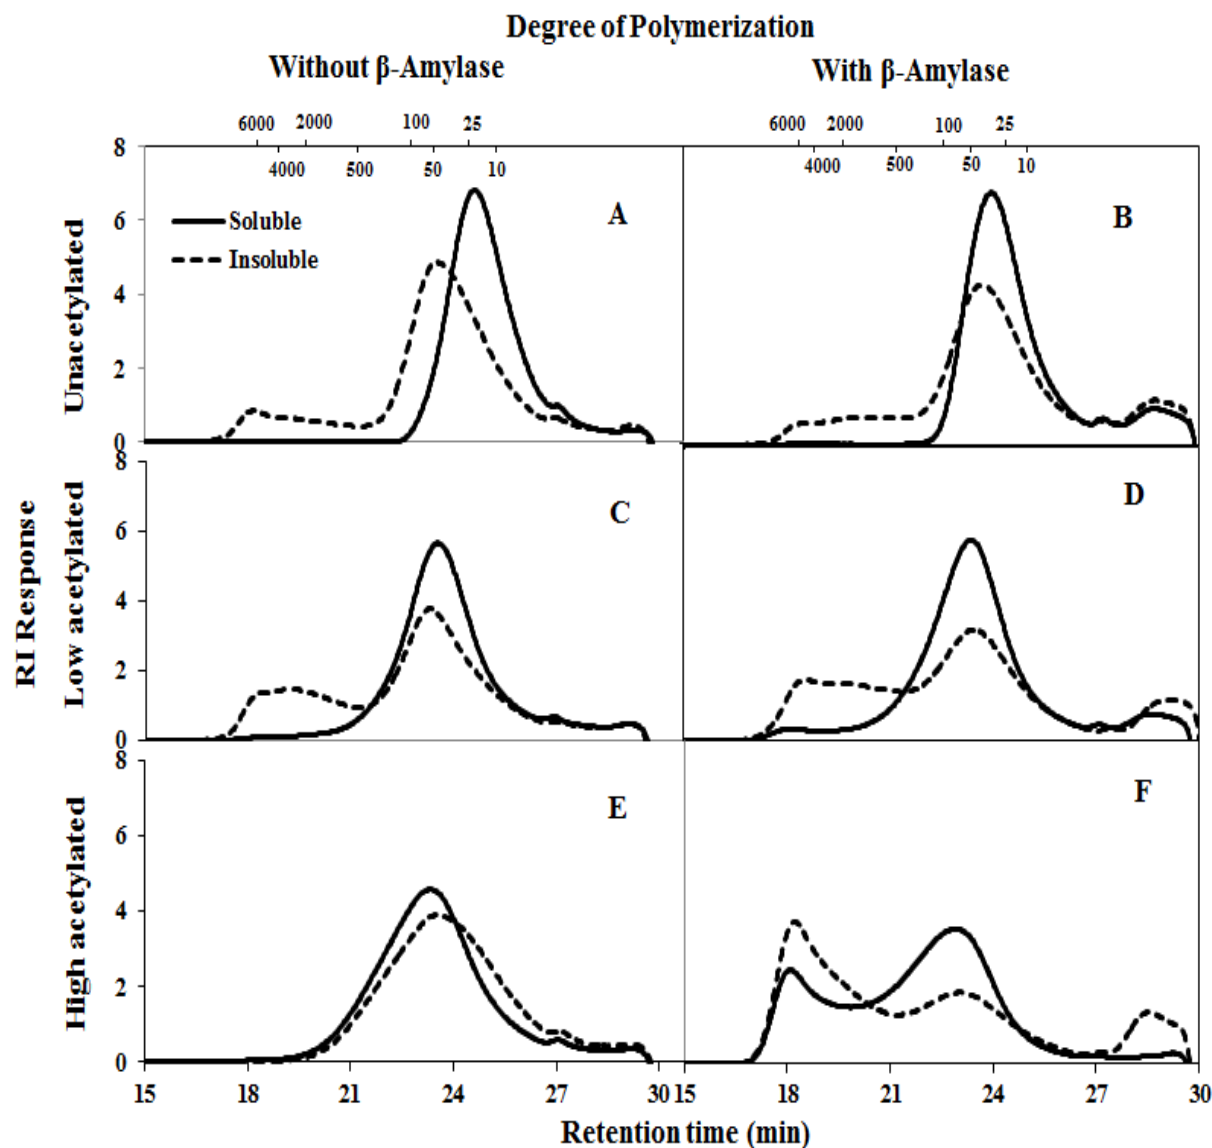 Degree of Polymerization
Without β-Amylase
With β-Amylase
6000 2000 100 25
4000 500 50 10
6000 2000 100 25
4000 500 50 10
Unacetylated
8
6
4
2
0
Soluble
Insoluble
A
B
RI Response
Low acetylated
8
6
4
2
0
C
D
High acetylated
8
6
4
2
0
E
F
15 18 21 24 27 30
15 18 21 24 27 30
Retention time (min)